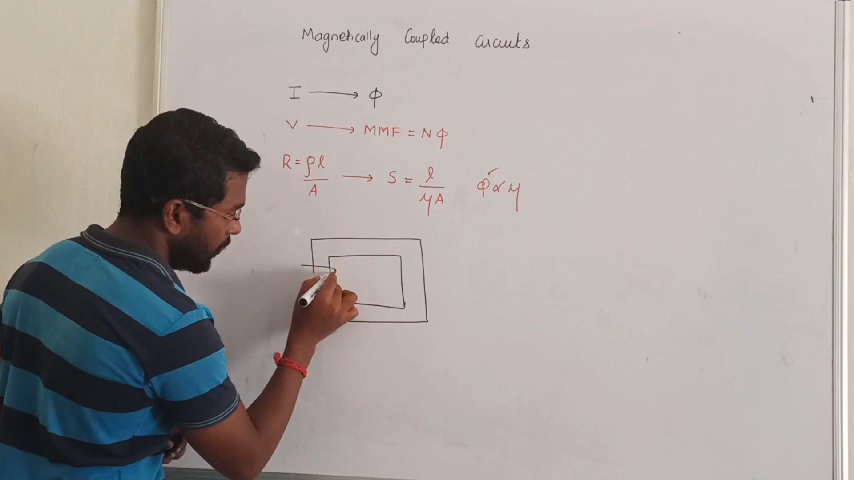 Magnetically Coupled Circuits
I → Φ
V → MMF = NΦ
R = ρl/A → S = l/μA Φ ∝ μ